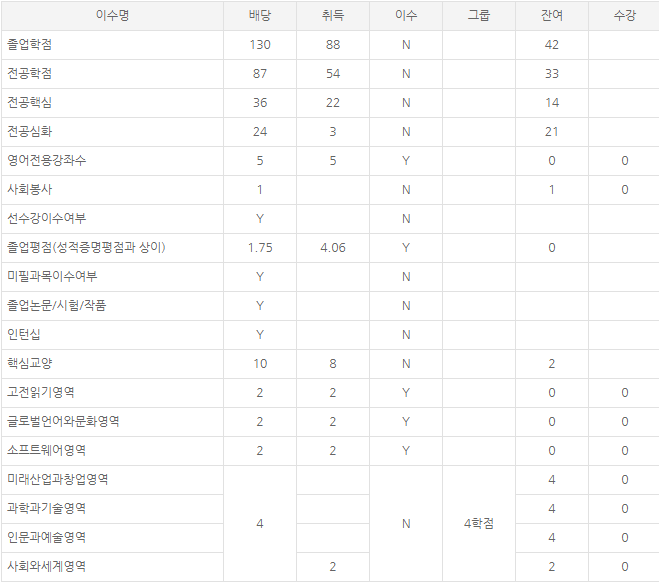 이수명 배당 취득 이수 그룹 잔여 수강
졸업학점 130 88 N 42
전공학점 87 54 N 33
전공핵심 36 22 N 14
전공심화 24 3 N 21
영어전용강좌수 5 5 Y 0 0
사회봉사 1 N 1 0
선수강이수여부 Y N
졸업평점(성적증명평점과 상이) 1.75 4.06 Y 0
미필과목이수여부 Y N
졸업논문/시험/작품 Y N
인턴십 Y N
핵심교양 10 8 N 2
고전읽기영역 2 2 Y 0 0
글로벌언어와문화영역 2 2 Y 0 0
소프트웨어영역 2 2 Y 0 0
미래산업과창업영역 4 0
과학과기술영역 4 0
4 N 4학점
인문과예술영역 4 0
사회와세계영역 2 2 0